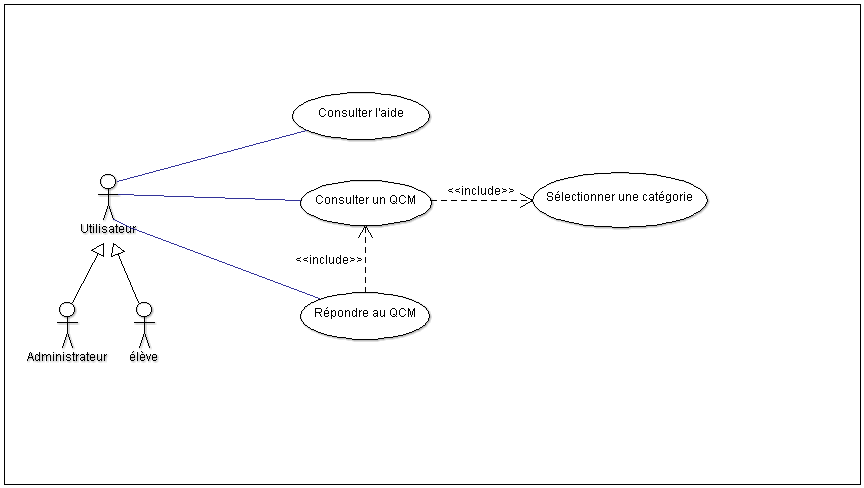 Consulter l'aide
Consulter un QCM
<<include>>
Sélectionner une catégorie
Utilisateur
<<include>>
Répondre au QCM
Administrateur
élève